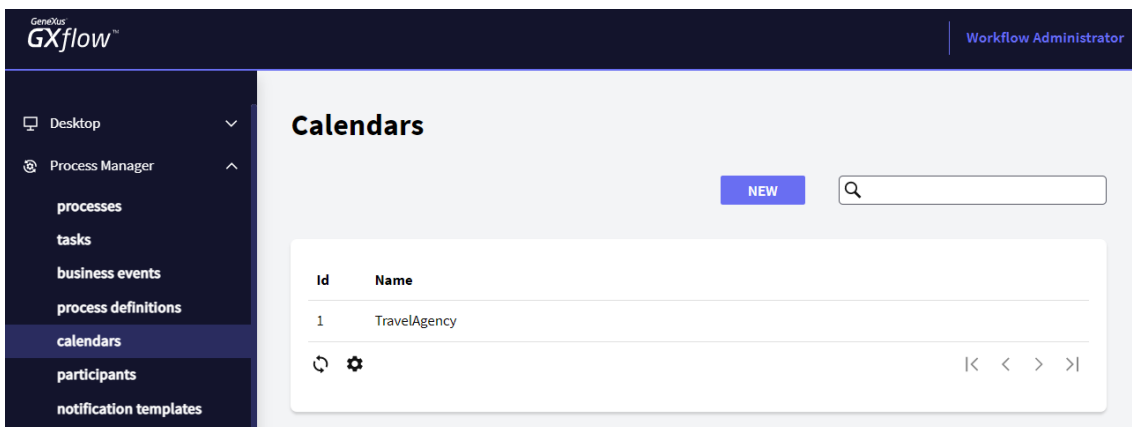 GeneXus
GXflow™
Workflow Administrator
Desktop
Process Manager
processes
tasks
business events
process definitions
calendars
participants
notification templates
Calendars
NEW
Id Name
1 TravelAgency